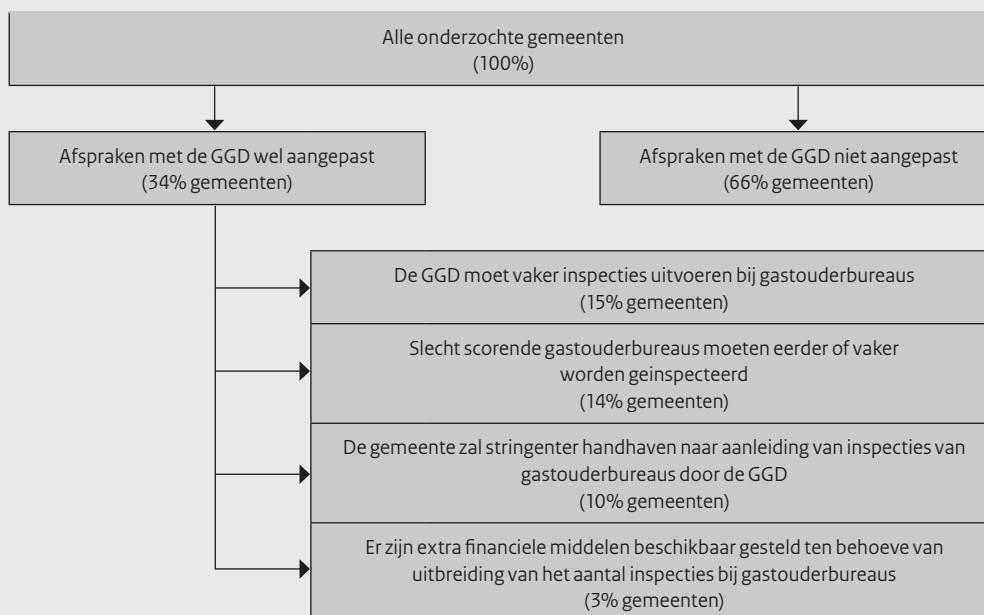 Alle onderzochte gemeenten
(100%)
Afspraken met de GGD wel aangepast
(34% gemeenten)
Afspraken met de GGD niet aangepast
(66% gemeenten)
De GGD moet vaker inspecties uitvoeren bij gastouderbureaus
(15% gemeenten)
Slecht scorende gastouderbureaus moeten eerder of vaker
worden geinspecteerd
(14% gemeenten)
De gemeente zal stringenter handhaven naar aanleiding van inspecties van
gastouderbureaus door de GGD
(10% gemeenten)
Er zijn extra financiele middelen beschikbaar gesteld ten behoeve van
uitbreiding van het aantal inspecties bij gastouderbureaus
(3% gemeenten)